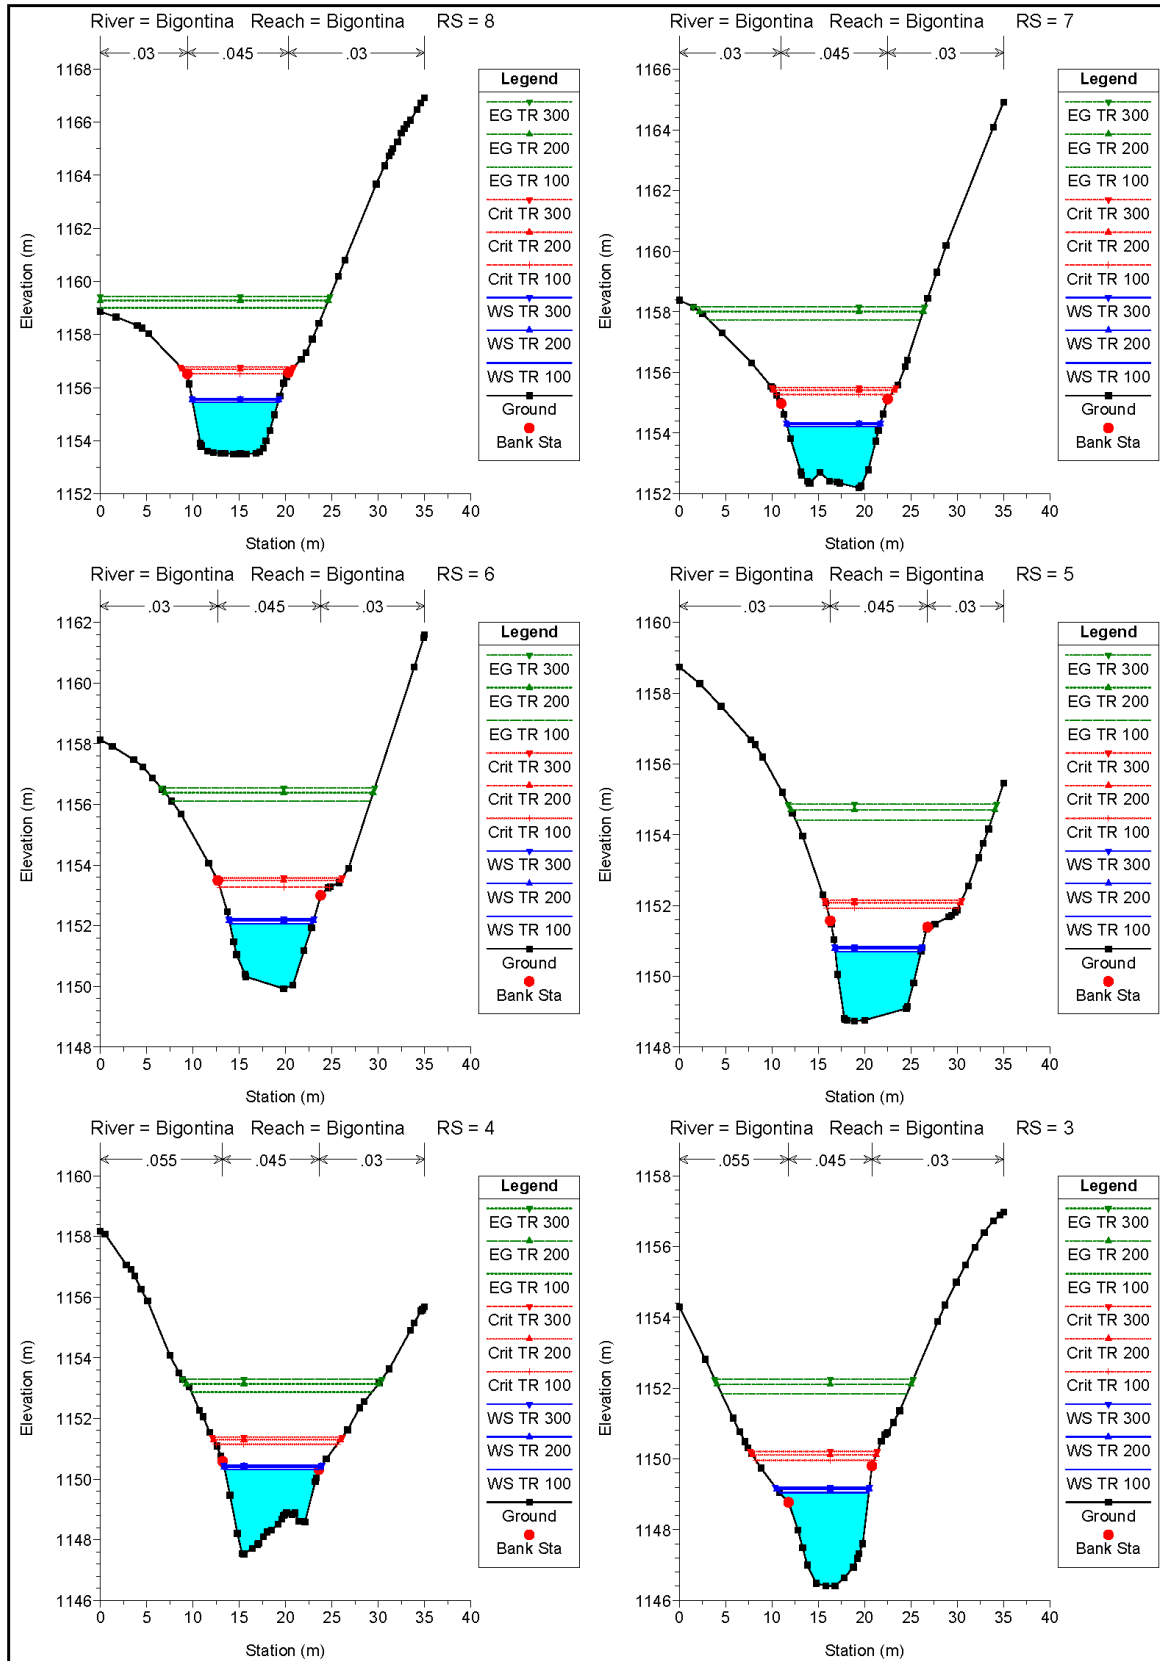 River = Bigontina Reach = Bigontina RS = 8
.03 .045 .03
1168
1166
1164
1162
1160
1158
1156
1154
1152
0 5 10 15 20 25 30 35 40
Elevation (m)
Station (m)
Legend
EG TR 300
EG TR 200
EG TR 100
Crit TR 300
Crit TR 200
Crit TR 100
WS TR 300
WS TR 200
WS TR 100
Ground
Bank Sta
River = Bigontina Reach = Bigontina RS = 7
.03 .045 .03
1166
1164
1162
1160
1158
1156
1154
1152
0 5 10 15 20 25 30 35 40
Elevation (m)
Station (m)
Legend
EG TR 300
EG TR 200
EG TR 100
Crit TR 300
Crit TR 200
Crit TR 100
WS TR 300
WS TR 200
WS TR 100
Ground
Bank Sta
River = Bigontina Reach = Bigontina RS = 6
.03 .045 .03
1162
1160
1158
1156
1154
1152
1150
1148
0 5 10 15 20 25 30 35 40
Elevation (m)
Station (m)
Legend
EG TR 300
EG TR 200
EG TR 100
Crit TR 300
Crit TR 200
Crit TR 100
WS TR 300
WS TR 200
WS TR 100
Ground
Bank Sta
River = Bigontina Reach = Bigontina RS = 5
.03 .045 .03
1160
1158
1156
1154
1152
1150
1148
0 5 10 15 20 25 30 35 40
Elevation (m)
Station (m)
Legend
EG TR 300
EG TR 200
EG TR 100
Crit TR 300
Crit TR 200
Crit TR 100
WS TR 300
WS TR 200
WS TR 100
Ground
Bank Sta
River = Bigontina Reach = Bigontina RS = 4
.055 .045 .03
1160
1158
1156
1154
1152
1150
1148
1146
0 5 10 15 20 25 30 35 40
Elevation (m)
Station (m)
Legend
EG TR 300
EG TR 200
EG TR 100
Crit TR 300
Crit TR 200
Crit TR 100
WS TR 300
WS TR 200
WS TR 100
Ground
Bank Sta
River = Bigontina Reach = Bigontina RS = 3
.055 .045 .03
1158
1156
1154
1152
1150
1148
1146
0 5 10 15 20 25 30 35 40
Elevation (m)
Station (m)
Legend
EG TR 300
EG TR 200
EG TR 100
Crit TR 300
Crit TR 200
Crit TR 100
WS TR 300
WS TR 200
WS TR 100
Ground
Bank Sta